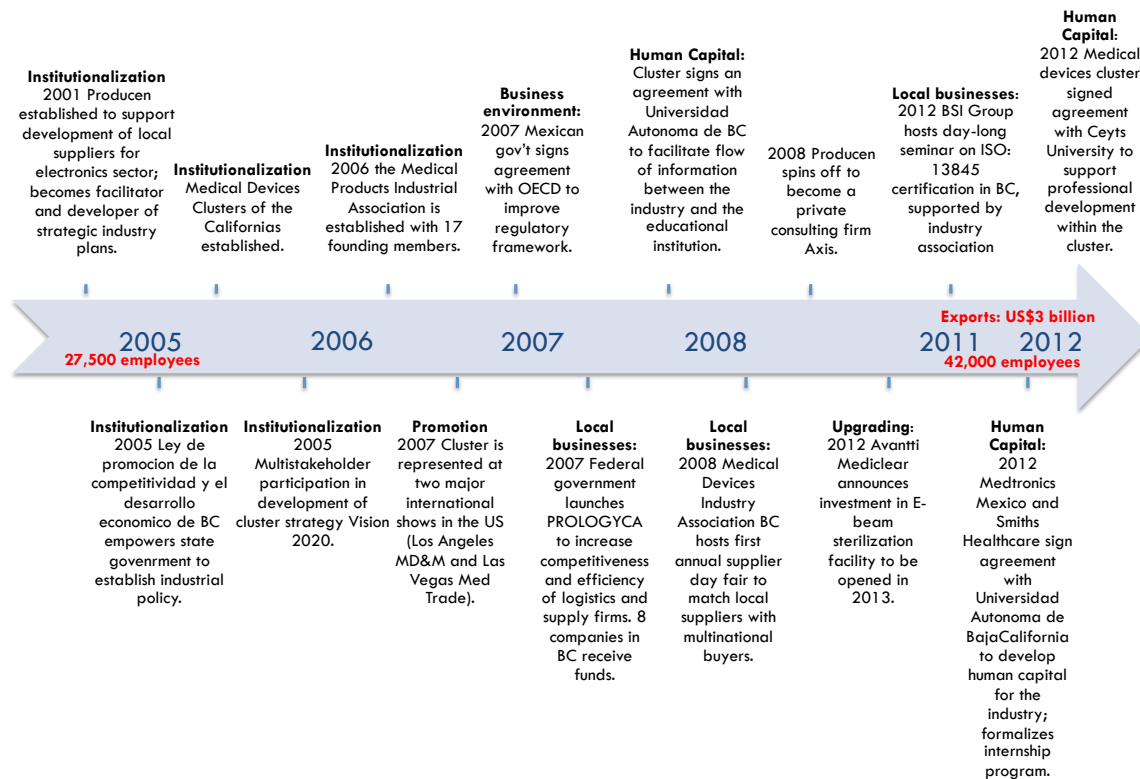 Institutionalization
2001 Producen
established to support
development of local
suppliers for
electronics sector;
becomes facilitator
and developer of
strategic industry
plans.
Institutionalization
Medical Devices
Clusters of the
Californias
established.
Institutionalization
2006 the Medical
Products Industrial
Association is
established with 17
founding members.
Business
environment:
2007 Mexican
gov't signs
agreement
with OECD to
improve
regulatory
framework.
Human Capital:
Cluster signs an
agreement with
Universidad
Autonoma de BC
to facilitate flow
of information
between the
industry and the
educational
institution.
2008 Producen
spins off to
become a
private
consulting firm
Axis.
Local businesses:
2012 BSI Group
hosts day-long
seminar on ISO:
13845
certification in BC,
supported by
industry
association
Human
Capital:
2012 Medical
devices cluster
signed
agreement
with Ceyts
University to
support
professional
development
within the
cluster.
Exports: US$3 billion
2005 2006 2007 2008 2011 2012
27,500 employees 42,000 employees
Institutionalization
2005 Ley de
promocion de la
competitividad y el
desarrollo
economico de BC
empowers state
govenrment to
establish industrial
policy.
Institutionalization
2005
Multistakeholder
participation in
development of
cluster strategy Vision
2020.
Promotion
2007 Cluster is
represented at
two major
international
shows in the US
(Los Angeles
MD&M and Las
Vegas Med
Trade).
Local
businesses:
2007 Federal
government
launches
PROLOGYCA
to increase
competitiveness
and efficiency
of logistics and
supply firms. 8
companies in
BC receive
funds.
Local
businesses:
2008 Medical
Devices
Industry
Association BC
hosts first
annual supplier
day fair to
match local
suppliers with
multinational
buyers.
Upgrading:
2012 Avantti
Mediclear
announces
investment in E-
beam
sterilization
facility to be
opened in
2013.
Human
Capital:
2012
Medtronics
Mexico and
Smiths
Healthcare sign
agreement
with
Universidad
Autonoma de
BajaCalifornia
to develop
human capital
for the
industry;
formalizes
internship
program.